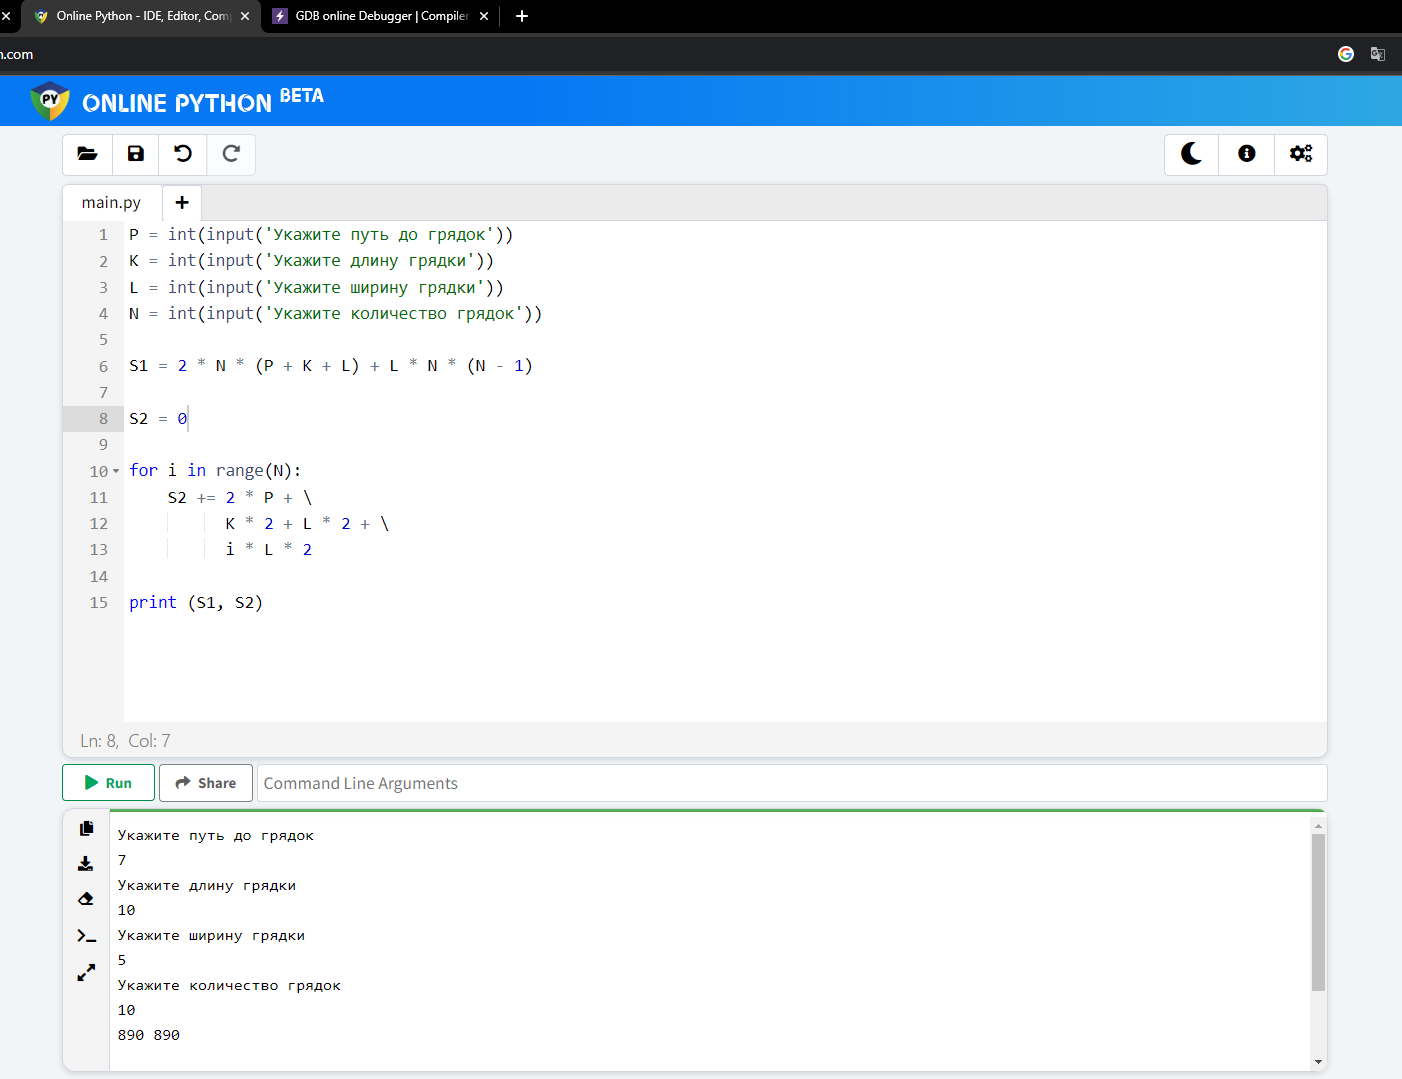 Online Python - IDE, Editor, Com
GDB online Debugger | Compiler
n.com
PY ONLINE PYTHON BETA
main.py
1 P = int(input('Укажите путь до грядок'))
2 K = int(input('Укажите длину грядки'))
3 L = int(input('Укажите ширину грядки'))
4 N = int(input('Укажите количество грядок'))
5
6 S1 = 2 * N * (P + K + L) + L * N * (N - 1)
7
8 S2 = 0
9
10 for i in range(N):
11 S2 += 2 * P + \
12 K * 2 + L * 2 + \
13 i * L * 2
14
15 print (S1, S2)
Ln: 8, Col: 7
Run Share Command Line Arguments
Укажите путь до грядок
7
Укажите длину грядки
10
Укажите ширину грядки
5
Укажите количество грядок
10
890 890